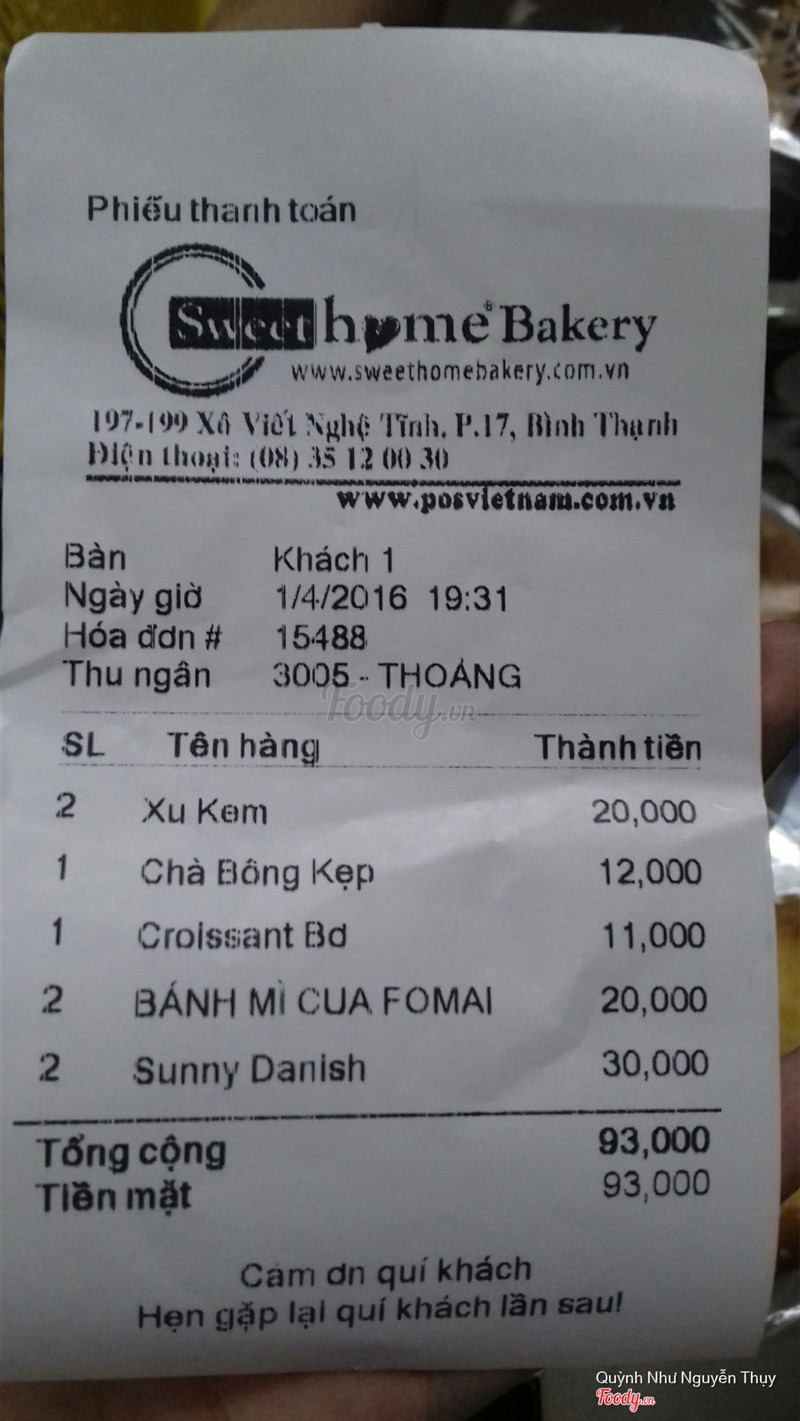 Phiếu thanh toán
Sweet home® Bakery
www.sweethomebakery.com.vn
197-199 Xô Viết Nghệ Tĩnh, P.17, Bình Thạnh
Điện thoại: (08) 35 12 00 30
www.posvietnam.com.vn
Bàn Khách 1
Ngày giờ 1/4/2016 19:31
Hóa đơn # 15488
Thu ngân 3005 - THOẢNG
Foody.vn
SL Tên hàng Thành tiền
2 Xu Kem 20,000
1 Chà Bông Kẹp 12,000
1 Croissant Bd 11,000
2 BÁNH MÌ CUA FOMAI 20,000
2 Sunny Danish 30,000
Tổng cộng 93,000
Tiền mặt 93,000
Cám ơn quí khách
Hẹn gặp lại quí khách lần sau!
Quỳnh Như Nguyễn Thụy
Foody.vn